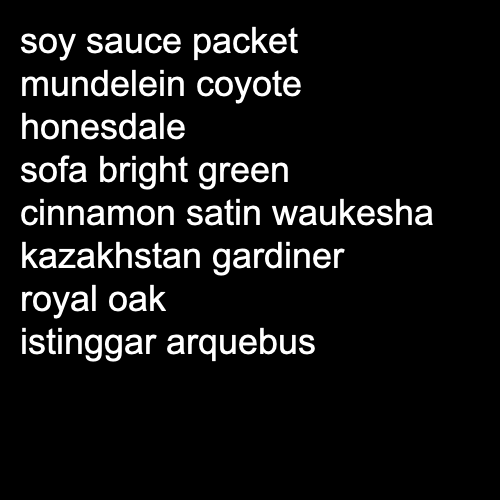 soy sauce packet
mundelein coyote
honesdale
sofa bright green
cinnamon satin waukesha
kazakhstan gardiner
royal oak
istinggar arquebus